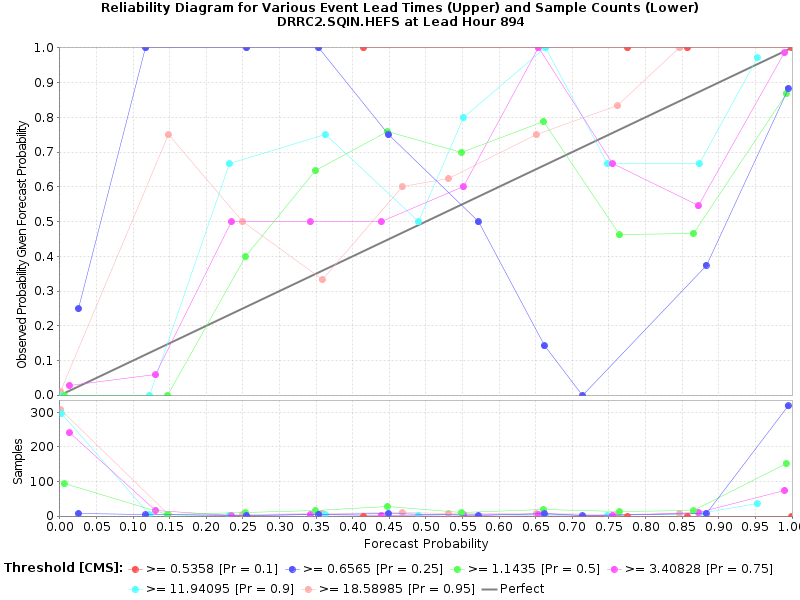 Reliability Diagram for Various Event Lead Times (Upper) and Sample Counts (Lower)
DRRC2.SQIN.HEFS at Lead Hour 894
Observed Probability Given Forecast Probability
1.0
0.9
0.8
0.7
0.6
0.5
0.4
0.3
0.2
0.1
0.0
Samples
300
200
100
0
0.00 0.05 0.10 0.15 0.20 0.25 0.30 0.35 0.40 0.45 0.50 0.55 0.60 0.65 0.70 0.75 0.80 0.85 0.90 0.95 1.00
Forecast Probability
Threshold [CMS]: >= 0.5358 [Pr = 0.1] >= 0.6565 [Pr = 0.25] >= 1.1435 [Pr = 0.5] >= 3.40828 [Pr = 0.75]
>= 11.94095 [Pr = 0.9] >= 18.58985 [Pr = 0.95] Perfect